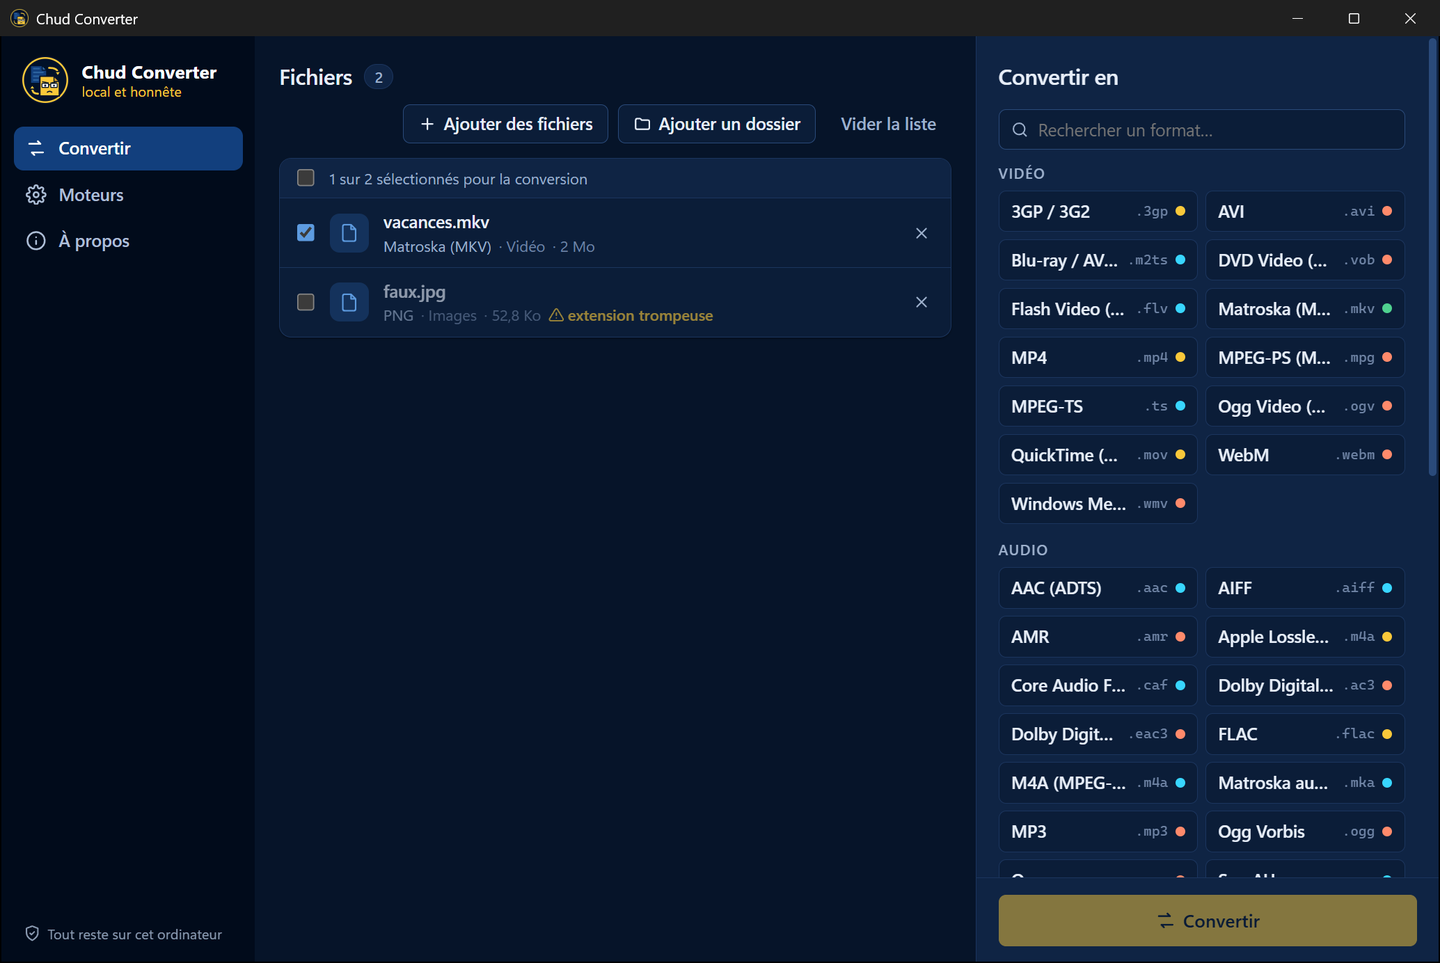 Chud Converter
Chud Converter
local et honnête
Convertir
Moteurs
À propos
Tout reste sur cet ordinateur
Fichiers 2
Ajouter des fichiers
Ajouter un dossier
Vider la liste
1 sur 2 sélectionnés pour la conversion
vacances.mkv
Matroska (MKV) · Vidéo · 2 Mo
faux.jpg
PNG · Images · 52,8 Ko extension trompeuse
Convertir en
Rechercher un format...
VIDÉO
3GP / 3G2 .3gp
AVI .avi
Blu-ray / AV... .m2ts
DVD Video (... .vob
Flash Video (... .flv
Matroska (M... .mkv
MP4 .mp4
MPEG-PS (M... .mpg
MPEG-TS .ts
Ogg Video (... .ogv
QuickTime (... .mov
WebM .webm
Windows Me... .wmv
AUDIO
AAC (ADTS) .aac
AIFF .aiff
AMR .amr
Apple Lossle... .m4a
Core Audio F... .caf
Dolby Digital... .ac3
Dolby Digit... .eac3
FLAC .flac
M4A (MPEG-... .m4a
Matroska au... .mka
MP3 .mp3
Ogg Vorbis .ogg
Convertir